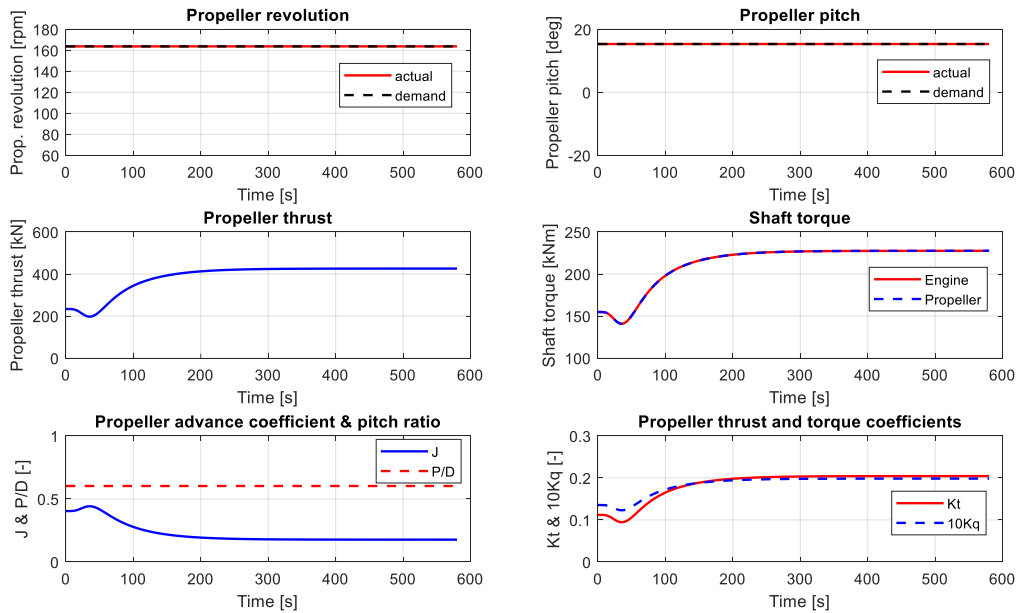 Propeller revolution
Prop. revolution [rpm]
180
160
140
120
100
80
60
actual
demand
0 100 200 300 400 500 600
Time [s]
Propeller pitch
Propeller pitch [deg]
20
0
-20
actual
demand
0 100 200 300 400 500 600
Time [s]
Propeller thrust
Propeller thrust [kN]
600
400
200
0
0 100 200 300 400 500 600
Time [s]
Shaft torque
Shaft torque [kNm]
250
200
150
100
Engine
Propeller
0 100 200 300 400 500 600
Time [s]
Propeller advance coefficient & pitch ratio
J & P/D [-]
1
0.5
0
J
P/D
0 100 200 300 400 500 600
Time [s]
Propeller thrust and torque coefficients
Kt & 10Kq [-]
0.3
0.2
0.1
0
Kt
10Kq
0 100 200 300 400 500 600
Time [s]